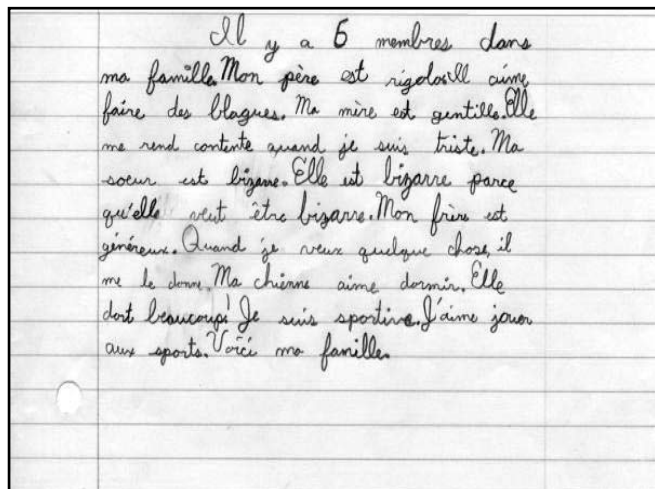 Il y a 6 membres dans
ma famille. Mon père est rigolo. Il aime
faire des blagues. Ma mère est gentille. Elle
me rend contente quand je suis triste. Ma
soeur est bizarre. Elle est bizarre parce
qu'elle veut être bizarre. Mon frère est
généreux. Quand je veux quelque chose, il
me le donne. Ma chienne aime dormir. Elle
dort beaucoup! Je suis sportive. J'aime jouer
aux sports. Voici ma famille.